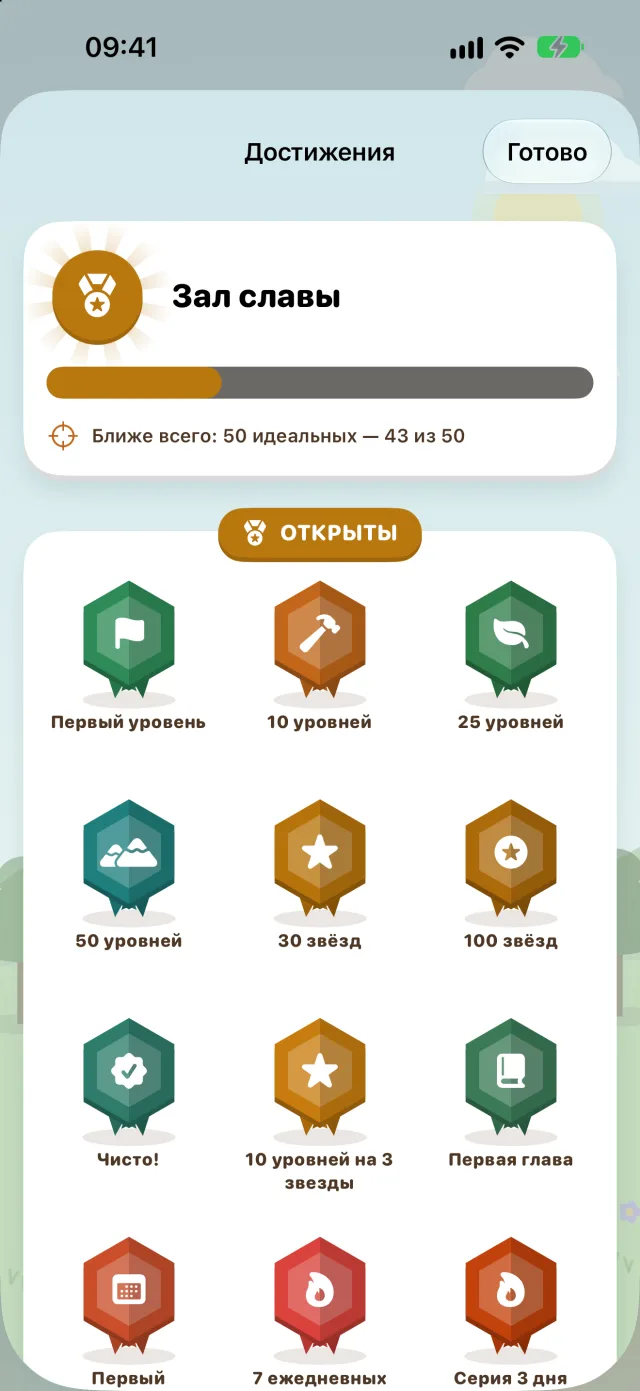 09:41
Достижения
Готово
Зал славы
Ближе всего: 50 идеальных — 43 из 50
ОТКРЫТЫ
Первый уровень
10 уровней
25 уровней
50 уровней
30 звёзд
100 звёзд
Чисто!
10 уровней на 3
звезды
Первая глава
Первый
7 ежедневных
Серия 3 дня